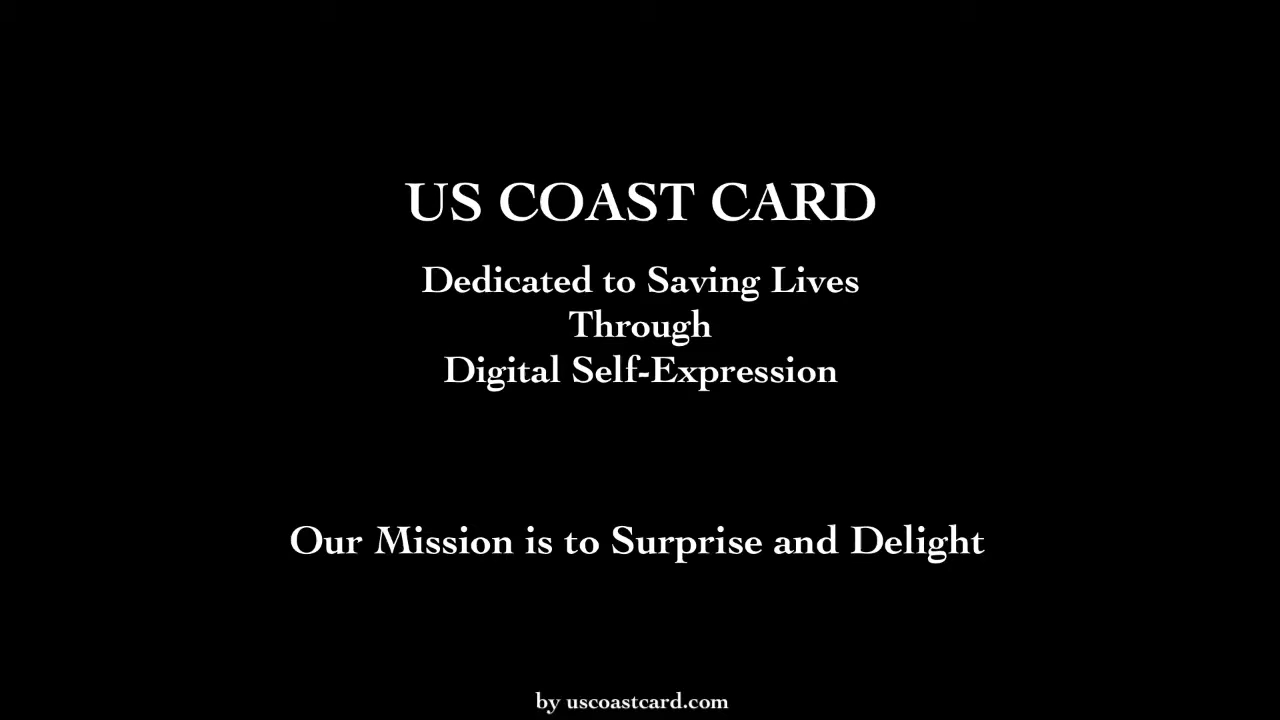 US COAST CARD
Dedicated to Saving Lives
Through
Digital Self-Expression
Our Mission is to Surprise and Delight
by uscoastcard.com